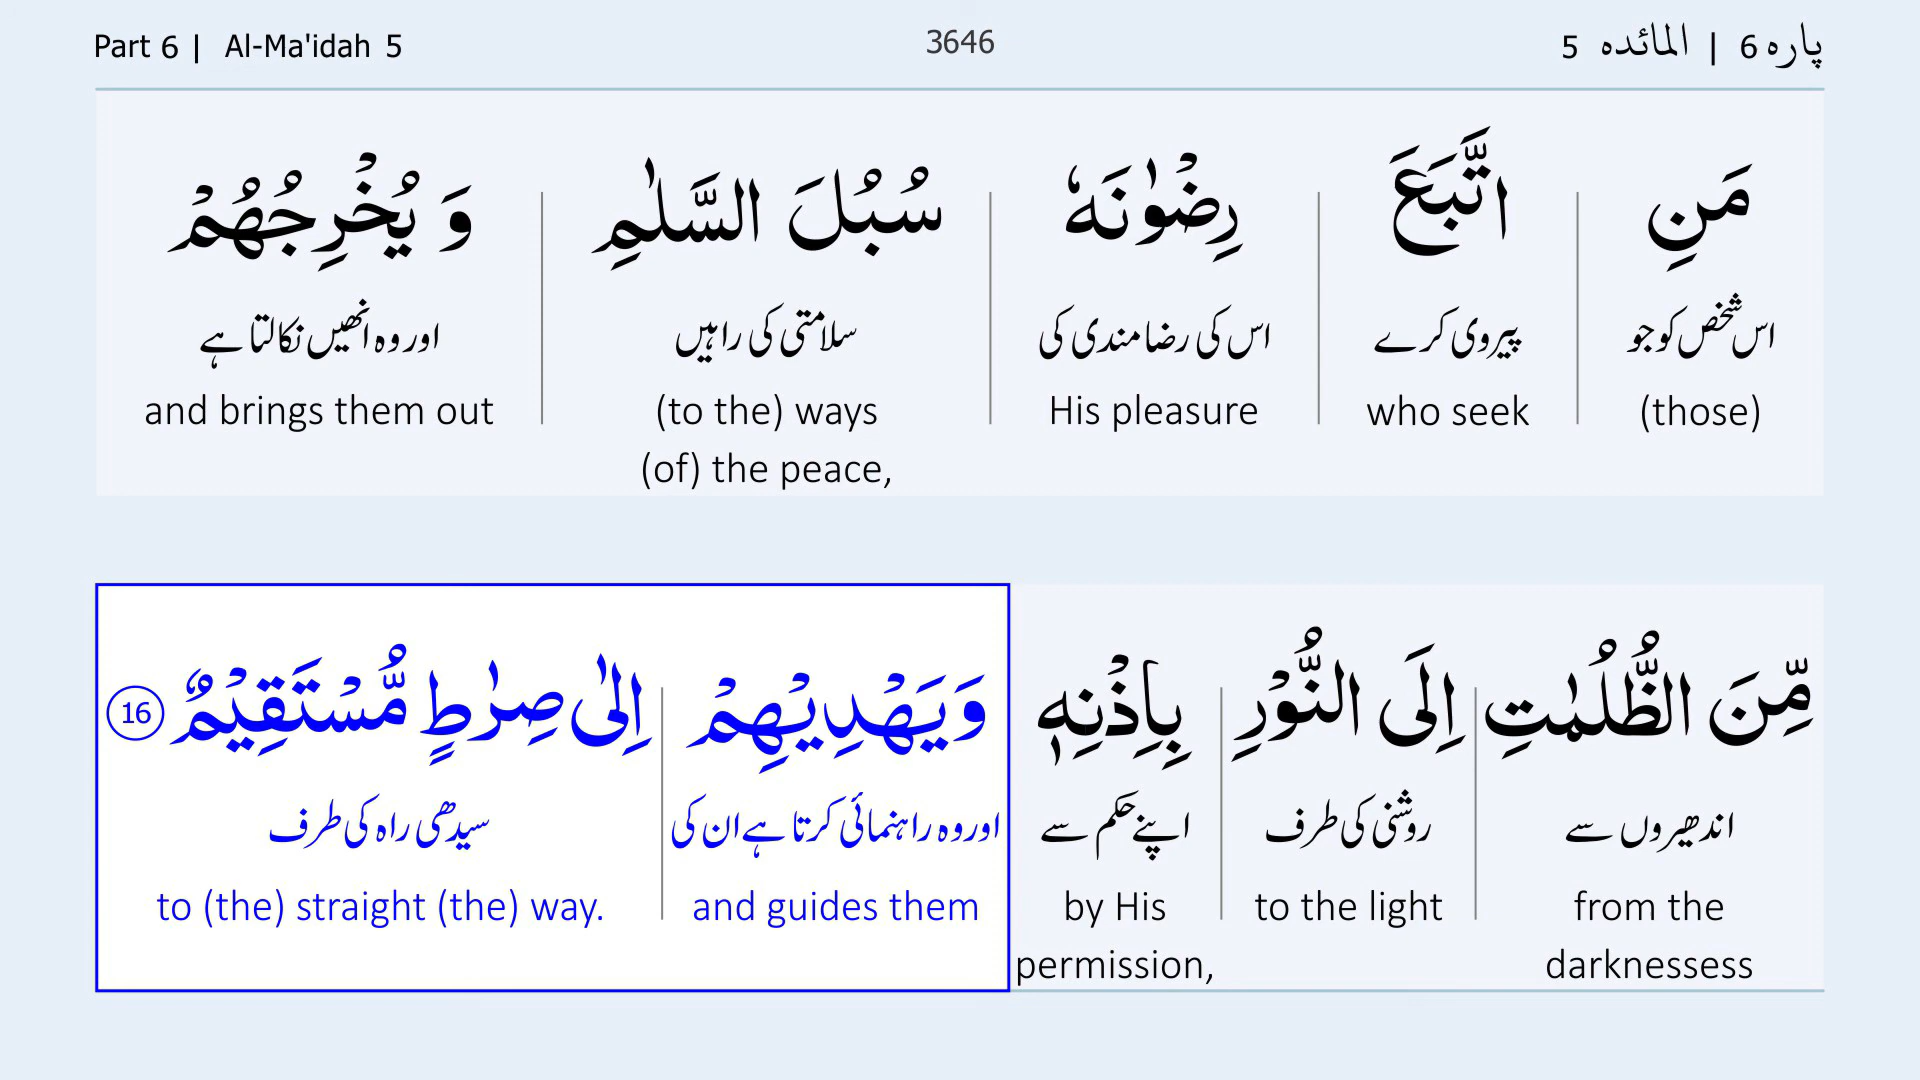 Part 6 | Al-Ma'idah 5 3646 پارہ 6 | المائدہ 5
مَنِ اتَّبَعَ رِضْوٰنَهٗ سُبُلَ السَّلٰمِ وَ يُخْرِجُهُمْ
اس شخص کو جو پیروی کرے اس کی رضا مندی کی سلامتی کی راہیں اور وہ انھیں نکالتا ہے
(those) who seek His pleasure (to the) ways and brings them out
(of) the peace,
مِّنَ الظُّلُمٰتِ اِلَى النُّوْرِ بِاِذْنِهٖ وَيَهْدِيْهِمْ اِلٰى صِرٰطٍ مُّسْتَقِيْمٍۢ 16
اندھیروں سے روشنی کی طرف اپنے حکم سے اور وہ راہنمائی کرتا ہے ان کی سیدھی راہ کی طرف
from the to the light by His and guides them to (the) straight (the) way.
darknessess permission,